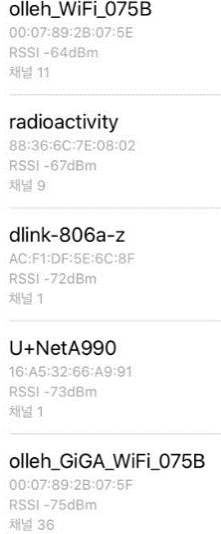 olleh_WiFi_075B
00:07:89:2B:07:5E
RSSI -64dBm
채널 11
radioactivity
88:36:6C:7E:08:02
RSSI -67dBm
채널 9
dlink-806a-z
AC:F1:DF:5E:6C:8F
RSSI -72dBm
채널 1
U+NetA990
16:A5:32:66:A9:91
RSSI -73dBm
채널 1
olleh_GiGA_WiFi_075B
00:07:89:2B:07:5F
RSSI -75dBm
채널 36